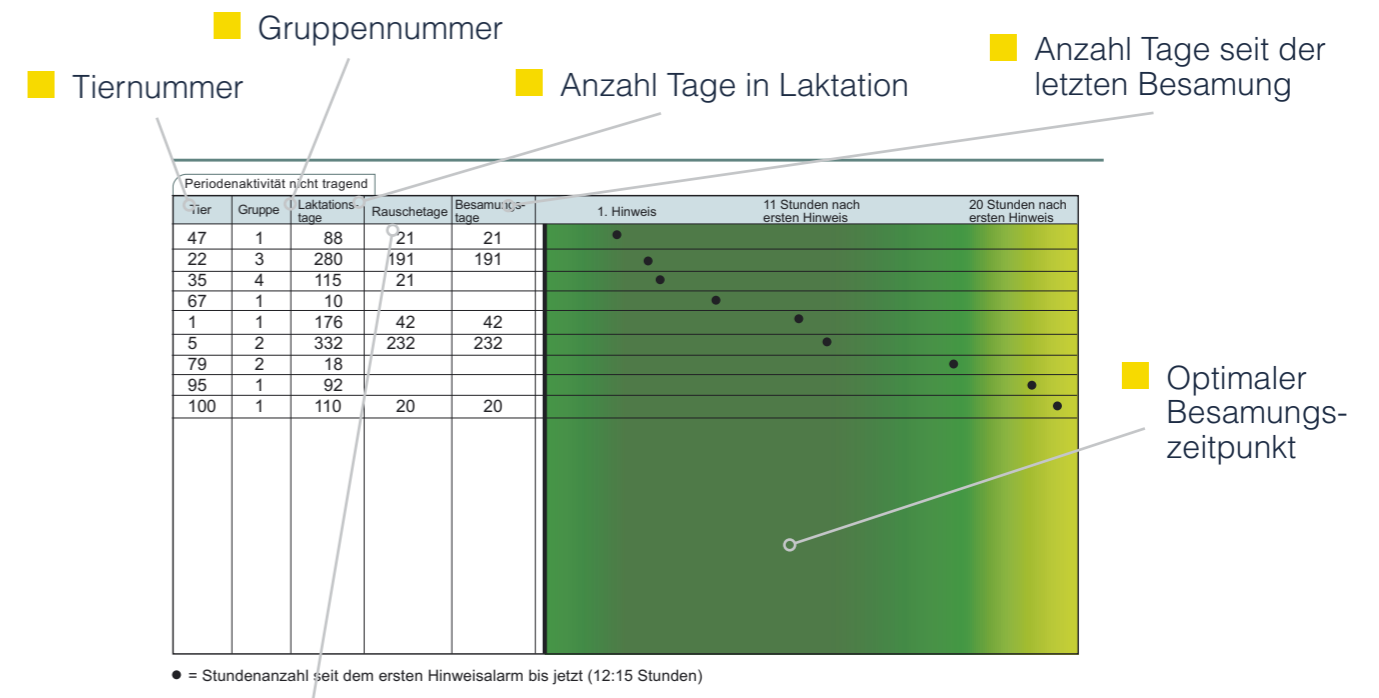 Gruppennummer
Tiernummer
Anzahl Tage in Laktation
Anzahl Tage seit der
letzten Besamung
Periodenaktivität nicht tragend
Tier Gruppe Laktations-
tage Rauschetage Besamungs-
tage 1. Hinweis 11 Stunden nach
ersten Hinweis 20 Stunden nach
ersten Hinweis
47 1 88 21 21
22 3 280 191 191
35 4 115 21
67 1 10
1 1 176 42 42
5 2 332 232 232
79 2 18
95 1 92
100 1 110 20 20
Optimaler
Besamungs-
zeitpunkt
● = Stundenanzahl seit dem ersten Hinweisalarm bis jetzt (12:15 Stunden)